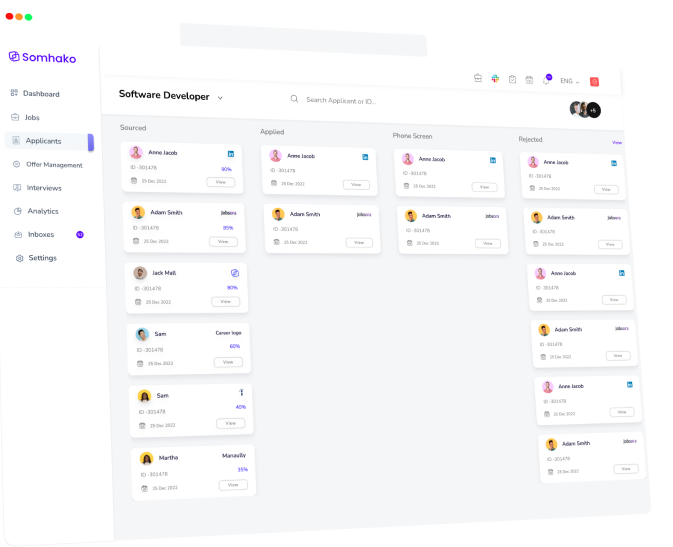 Somhako
ENG
Dashboard
Software Developer
Search Applicant or ID...
+5
Jobs
Applicants
Offer Management
Interviews
Analytics
Inboxes
Settings
Sourced
Anne Jacob
ID -301478
90%
25 Dec 2022
View
Adam Smith
Jobsora
ID -301478
85%
25 Dec 2022
View
Jack Mall
ID -301478
80%
25 Dec 2022
View
Sam
Career logo
ID -301478
60%
25 Dec 2022
View
Sam
ID -301478
40%
25 Dec 2022
View
Martha
Manaully
ID -301478
35%
25 Dec 2022
View
Applied
Anne Jacob
ID -301478
25 Dec 2022
View
Adam Smith
Jobsora
ID -301478
25 Dec 2022
View
Phone Screen
Anne Jacob
ID -301478
25 Dec 2022
View
Adam Smith
Jobsora
ID -301478
25 Dec 2022
View
Rejected
View
Anne Jacob
ID -301478
25 Dec 2022
View
Adam Smith
Jobsora
ID -301478
25 Dec 2022
View
Anne Jacob
ID -301478
25 Dec 2022
View
Adam Smith
Jobsora
ID -301478
25 Dec 2022
View
Anne Jacob
ID -301478
25 Dec 2022
View
Adam Smith
Jobsora
ID -301478
25 Dec 2022
View